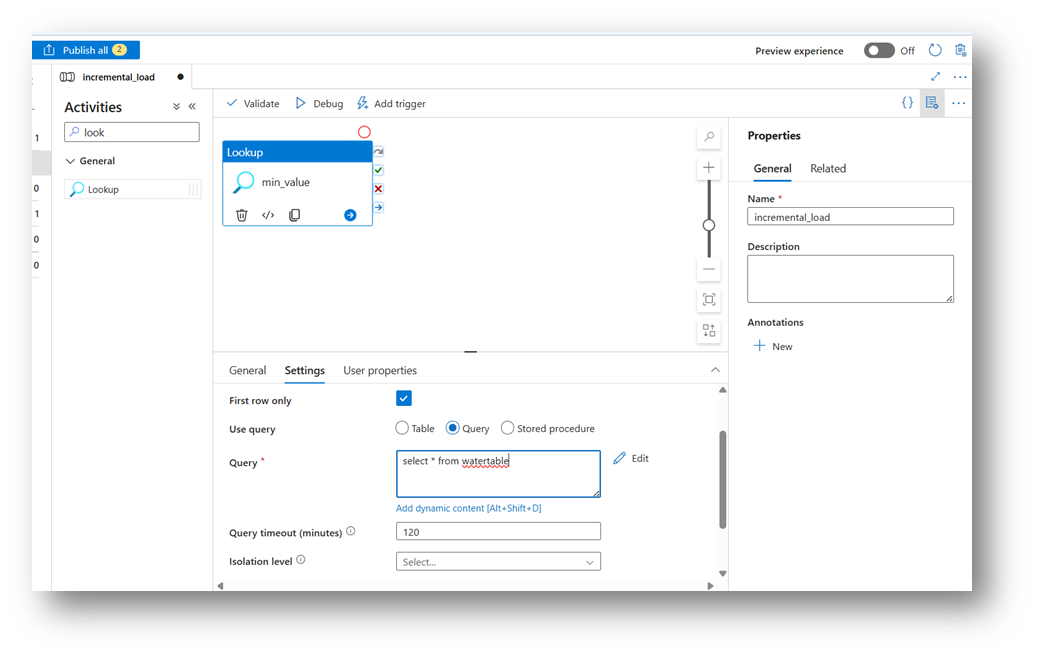 Publish all 2
Preview experience Off
incremental_load
Activities
look
General
Lookup
1
0
1
0
0
Validate Debug Add trigger
Lookup
min_value
General Settings User properties
First row only
Use query Table Query Stored procedure
Query * select * from watertable Edit
Add dynamic content [Alt+Shift+D]
Query timeout (minutes) 120
Isolation level Select...
Properties
General Related
Name *
incremental_load
Description
Annotations
New